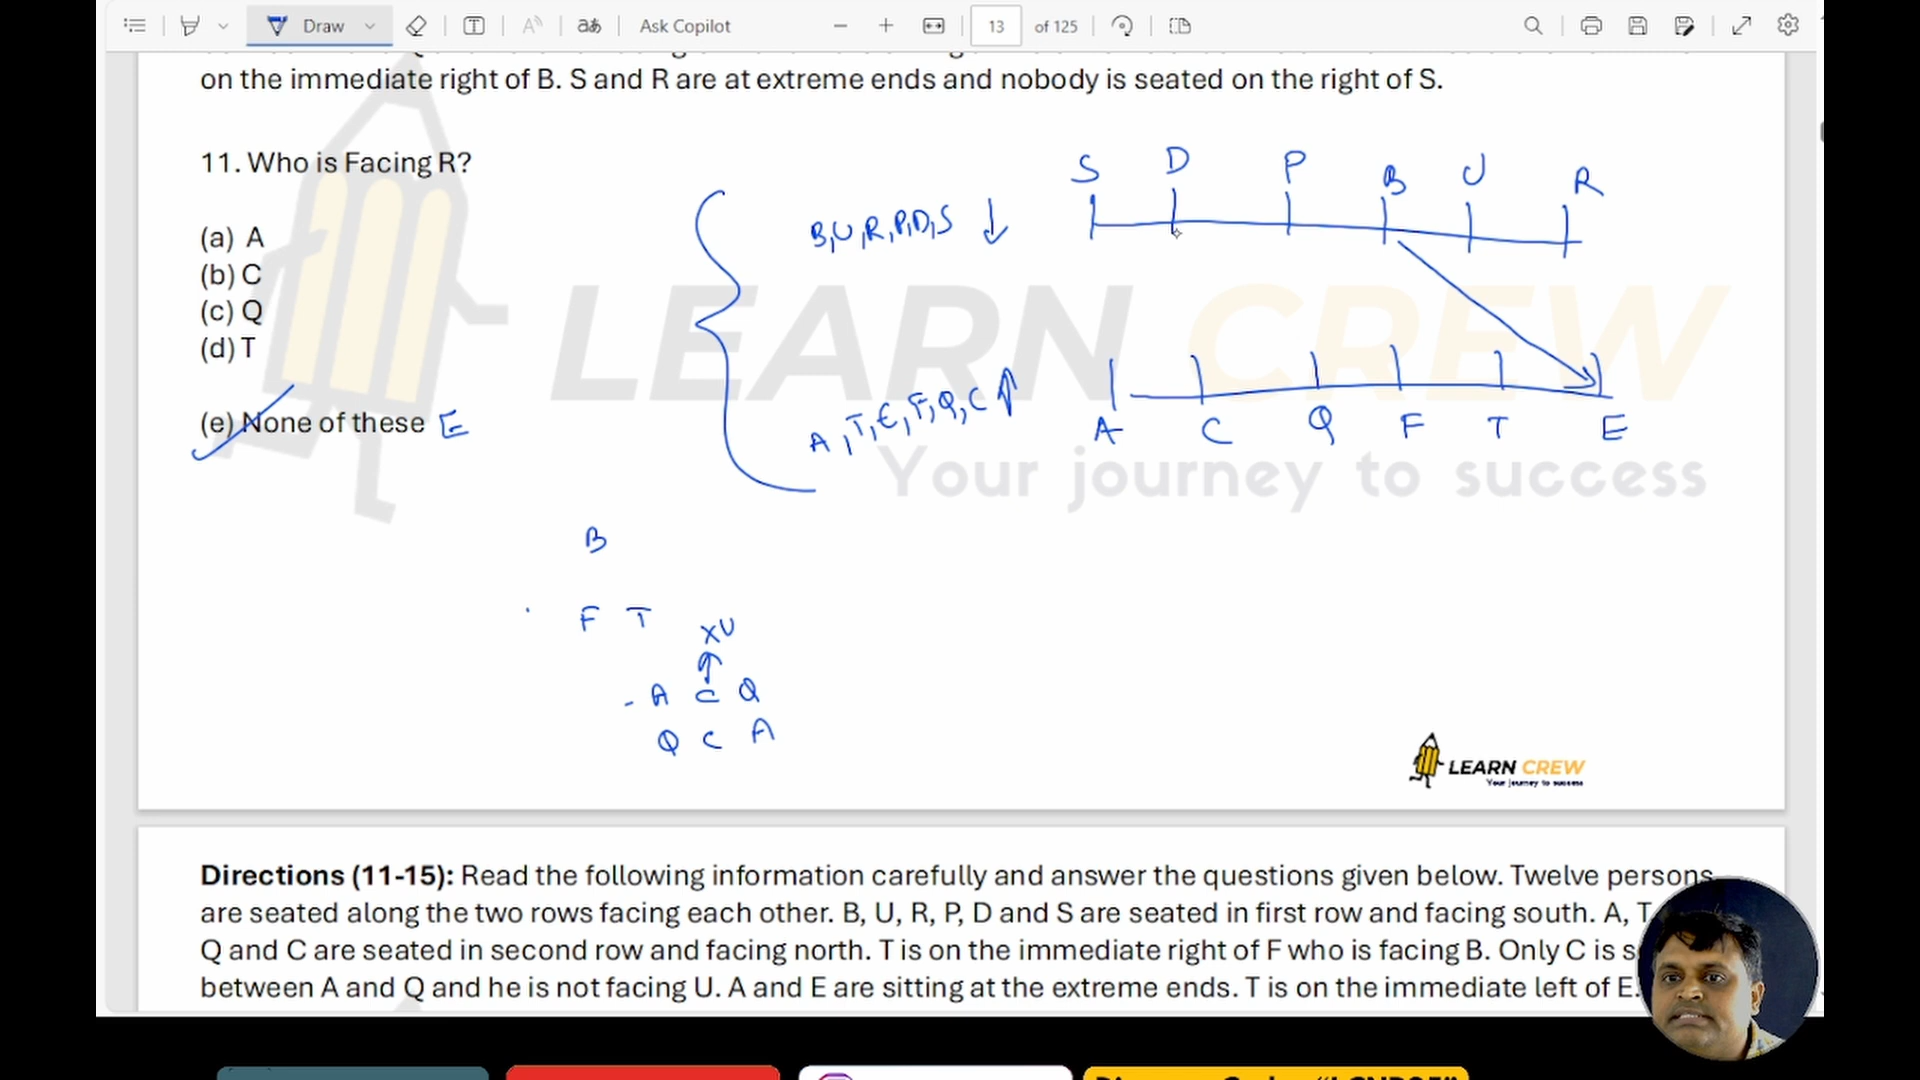 Draw
Ask Copilot
13 of 125
on the immediate right of B. S and R are at extreme ends and nobody is seated on the right of S.
11. Who is Facing R?
(a) A
(b) C
(c) Q
(d) T
(e) None of these E
B, U, R, P, D, S ↓
S D P B U R
A, T, E, F, Q, C ↑
A C Q F T E
LEARN CREW
Your journey to success
B
F T
XU
- A C Q
Q C A
LEARN CREW
Your journey to success
Directions (11-15): Read the following information carefully and answer the questions given below. Twelve persons
are seated along the two rows facing each other. B, U, R, P, D and S are seated in first row and facing south. A, T
Q and C are seated in second row and facing north. T is on the immediate right of F who is facing B. Only C is
between A and Q and he is not facing U. A and E are sitting at the extreme ends. T is on the immediate left of E.